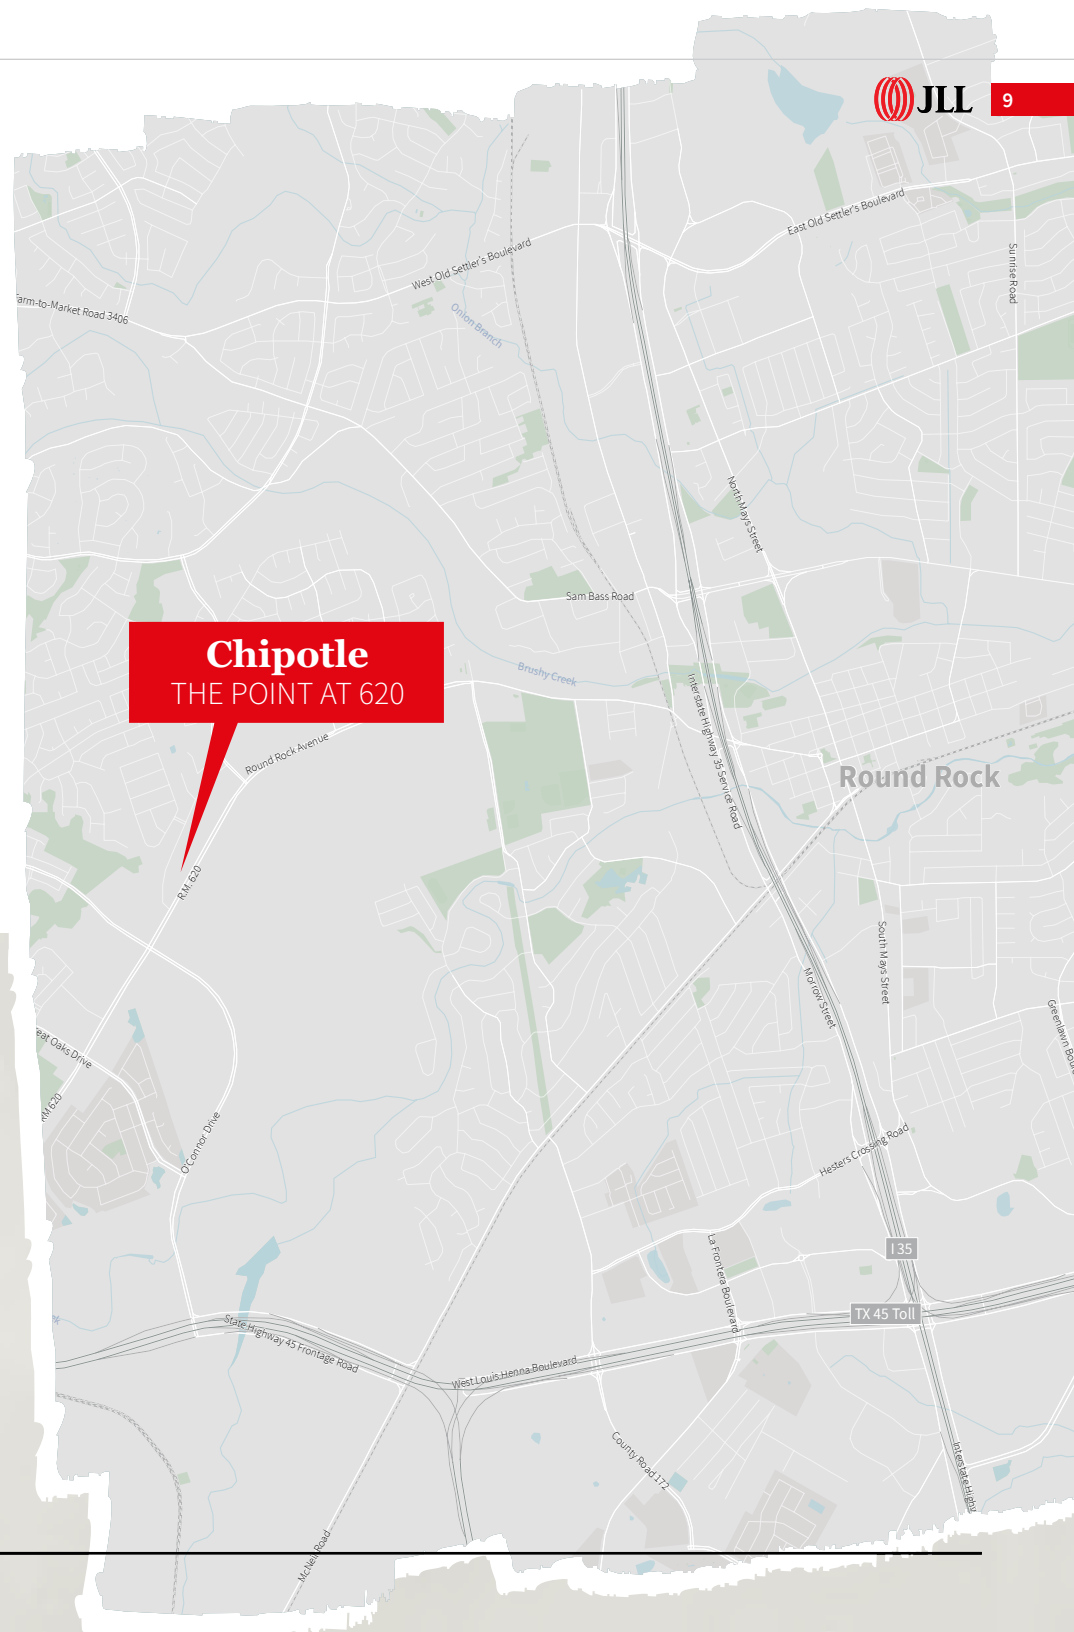 JLL
9
East Old Settler's Boulevard
West Old Settler's Boulevard
Sunrise Road
Farm-to-Market Road 3406
Onion Branch
North Mays Street
Sam Bass Road
Chipotle
THE POINT AT 620
Brushy Creek
Interstate Highway 35 Service Road
Round Rock Avenue
Round Rock
R.M. 620
South Mays Street
Morrow Street
Greenlawn Boule
eat Oaks Drive
RM 620
O'Connor Drive
Hesters Crossing Road
La Frontera Boulevard
I 35
TX 45 Toll
State Highway 45 Frontage Road
West Louis Henna Boulevard
County Road 172
Interstate Highw
McNeil Road